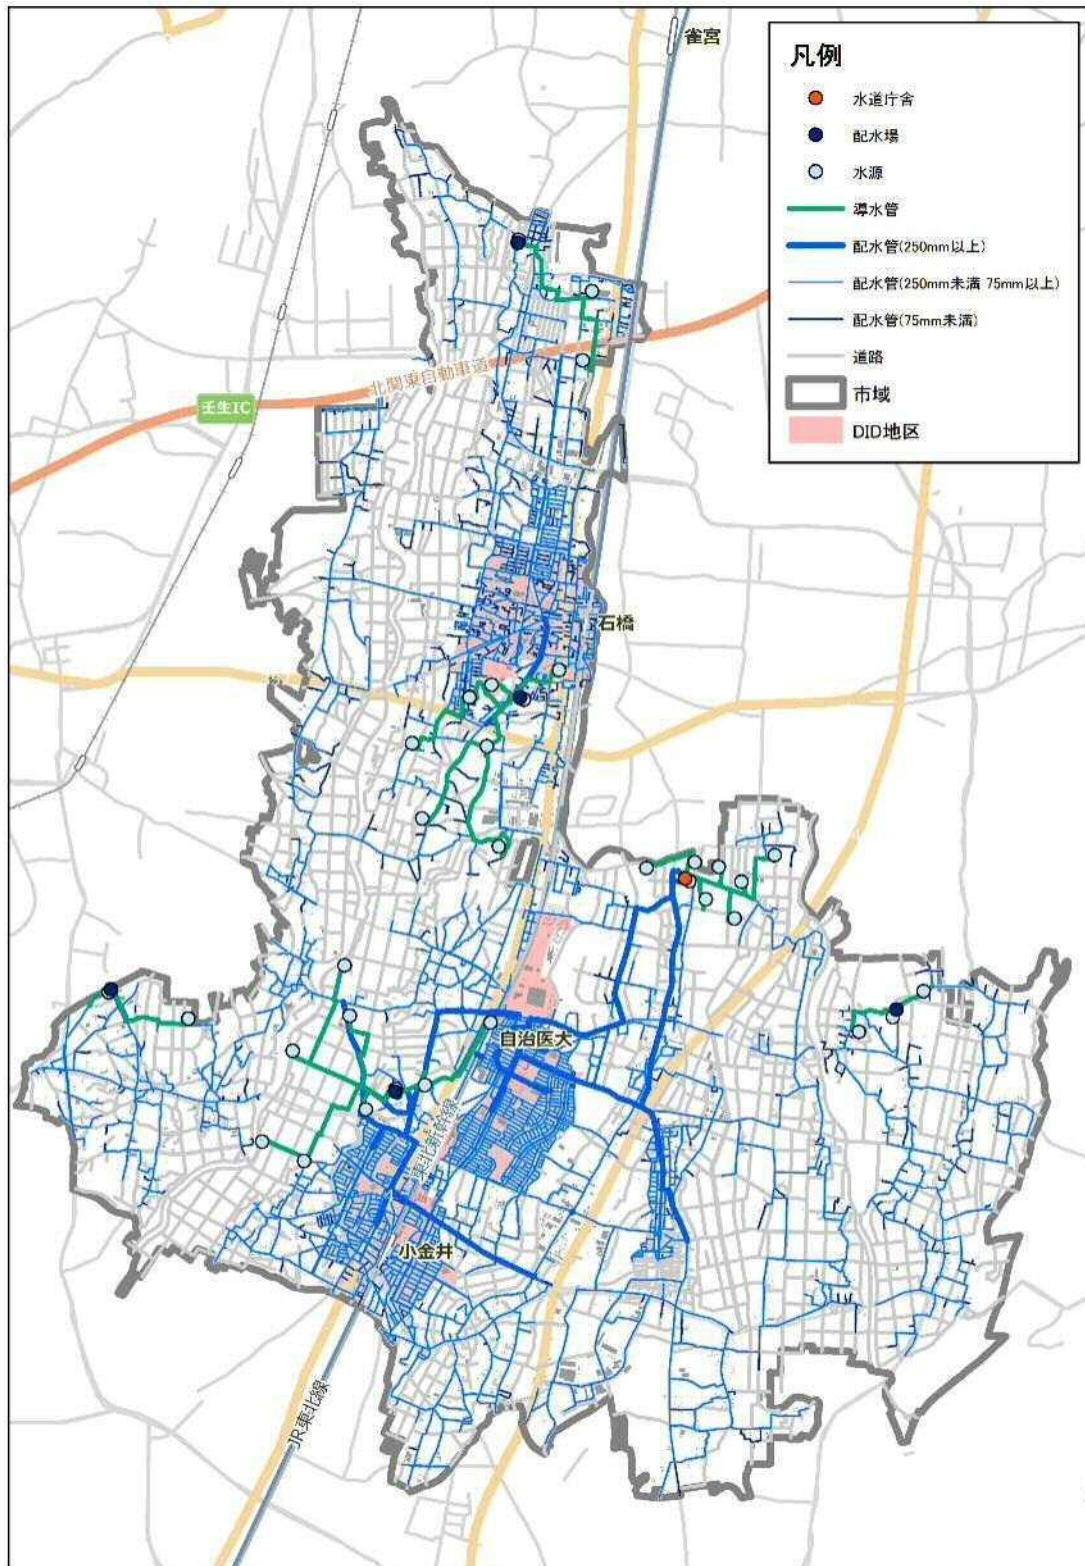 雀宮
凡例
水道庁舎
配水場
水源
導水管
配水管(250mm以上)
配水管(250mm未満 75mm以上)
配水管(75mm未満)
道路
市域
DID地区
北関東自動車道
壬生IC
石橋
自治医大
東北新幹線
小金井
JR東北線